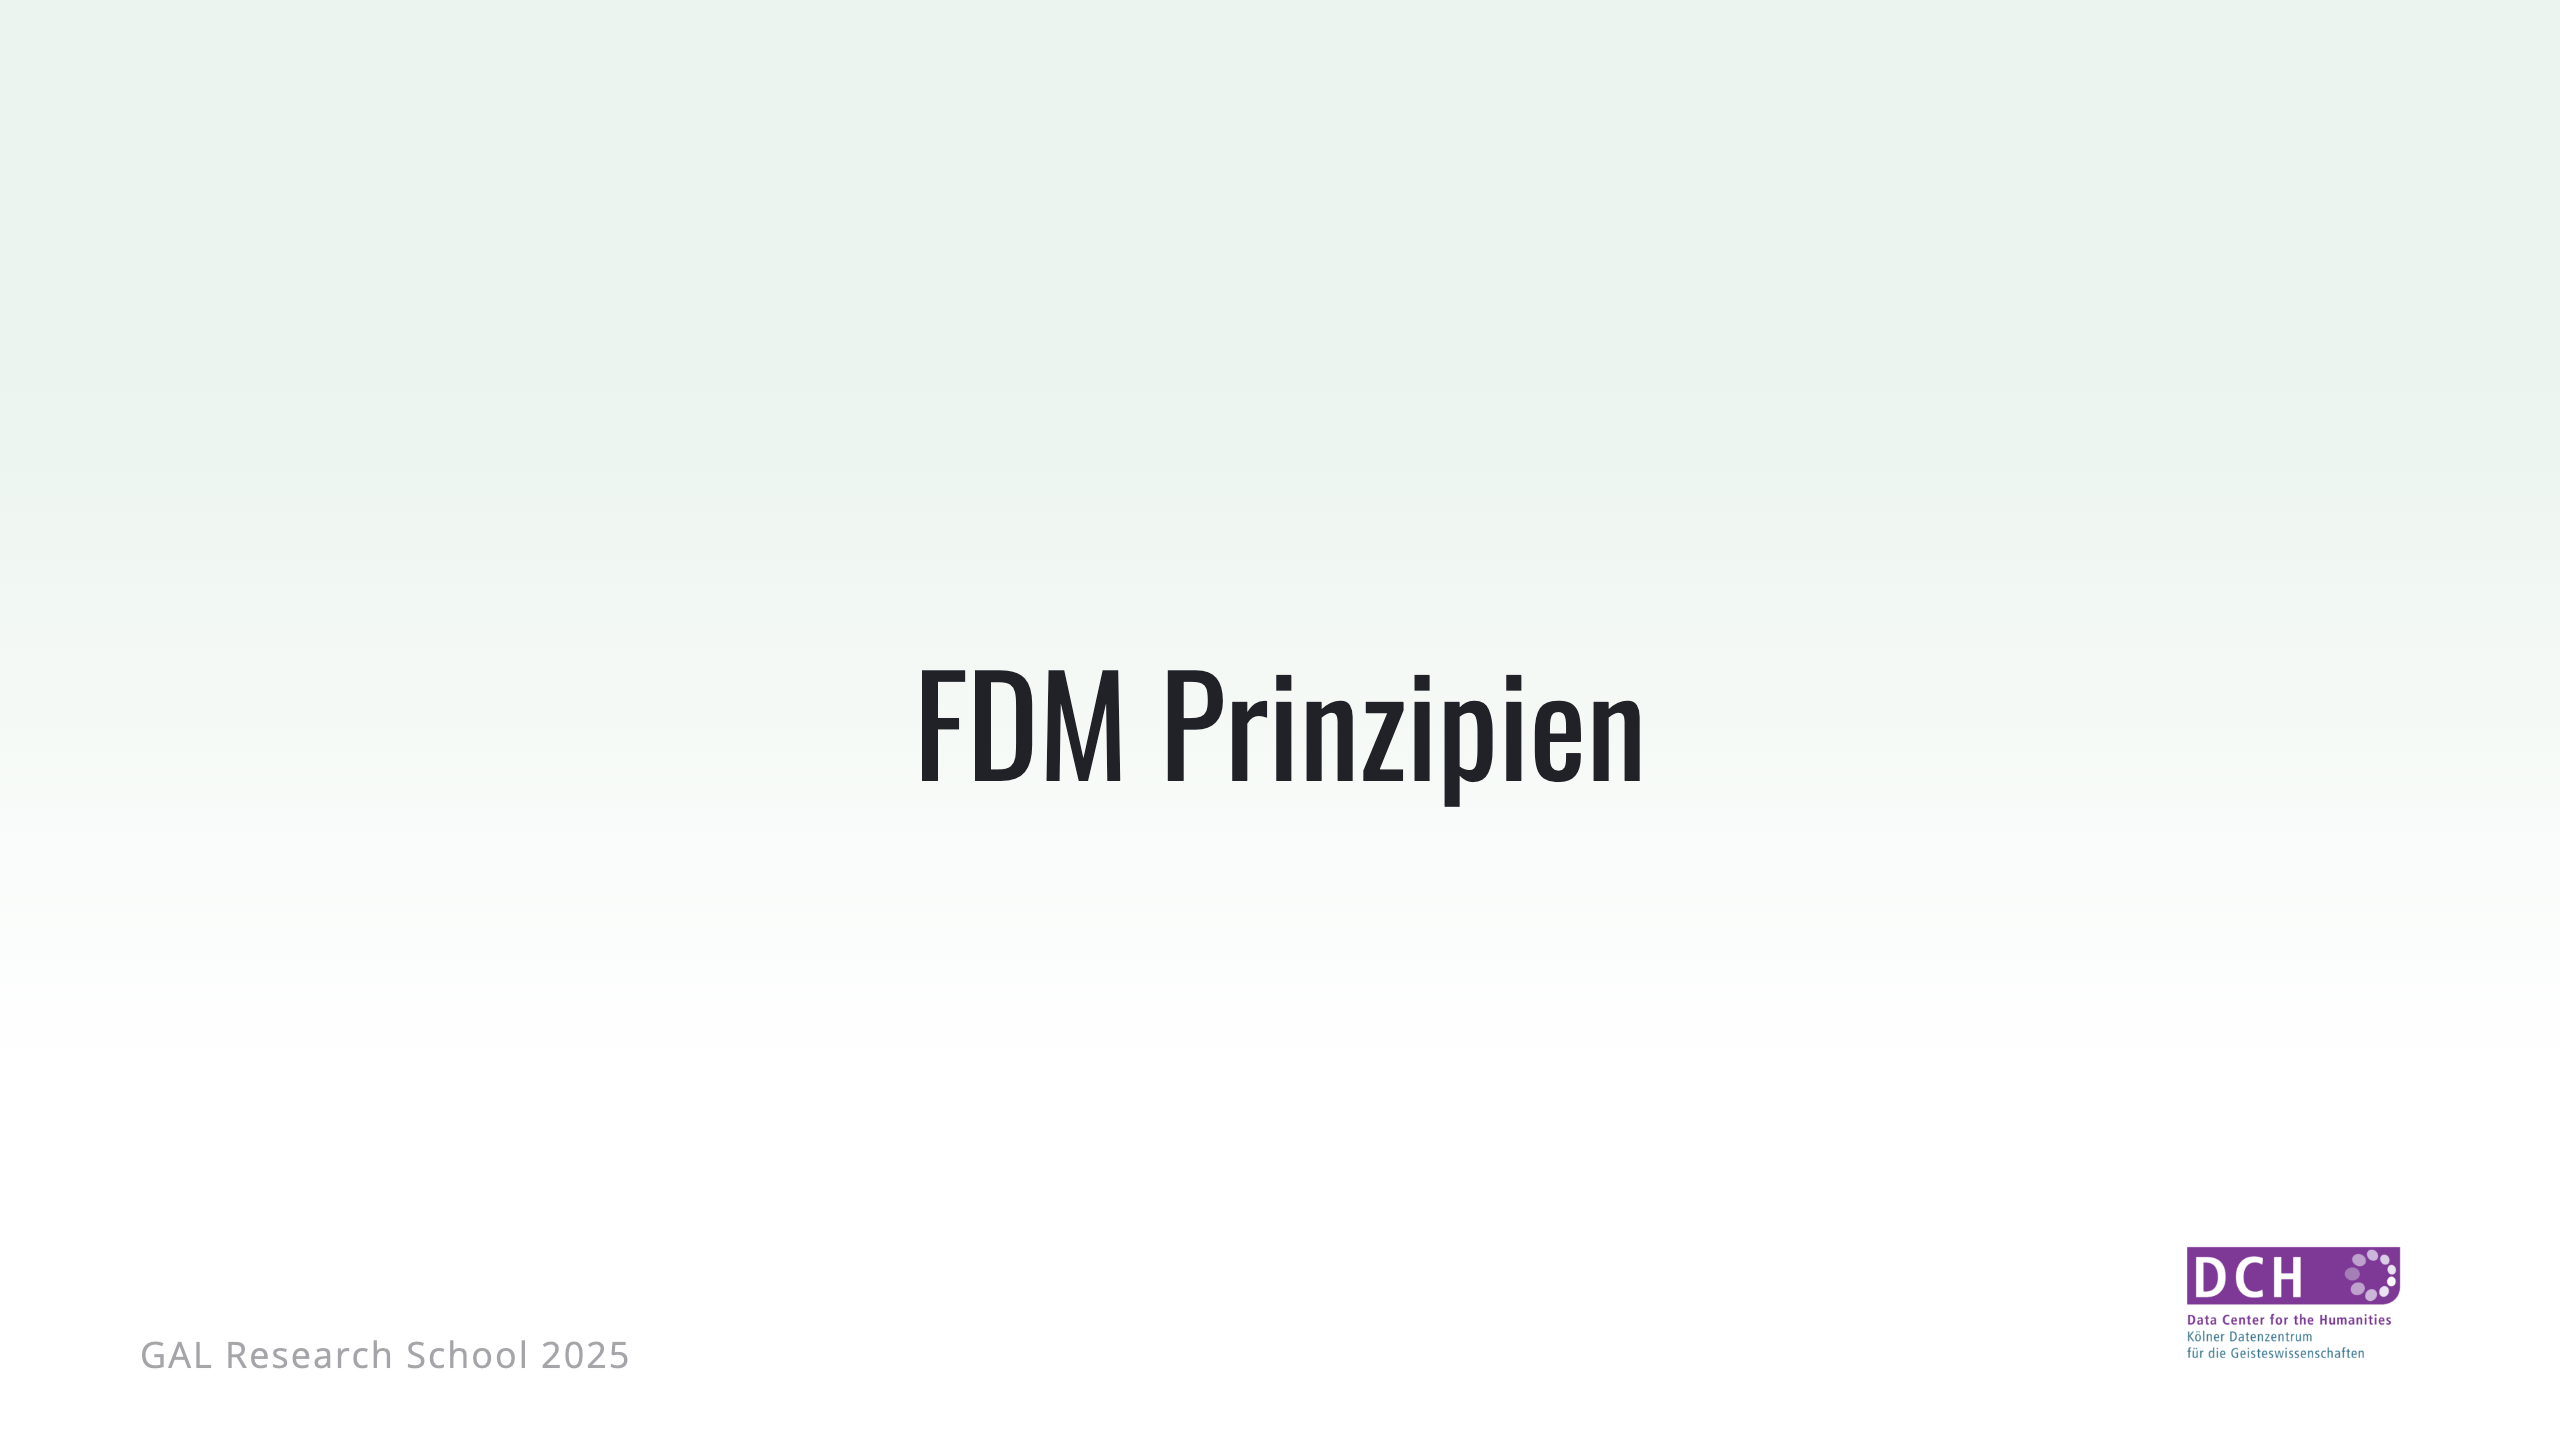 FDM Prinzipien
GAL Research School 2025
DCH
Data Center for the Humanities
Kölner Datenzentrum
für die Geisteswissenschaften